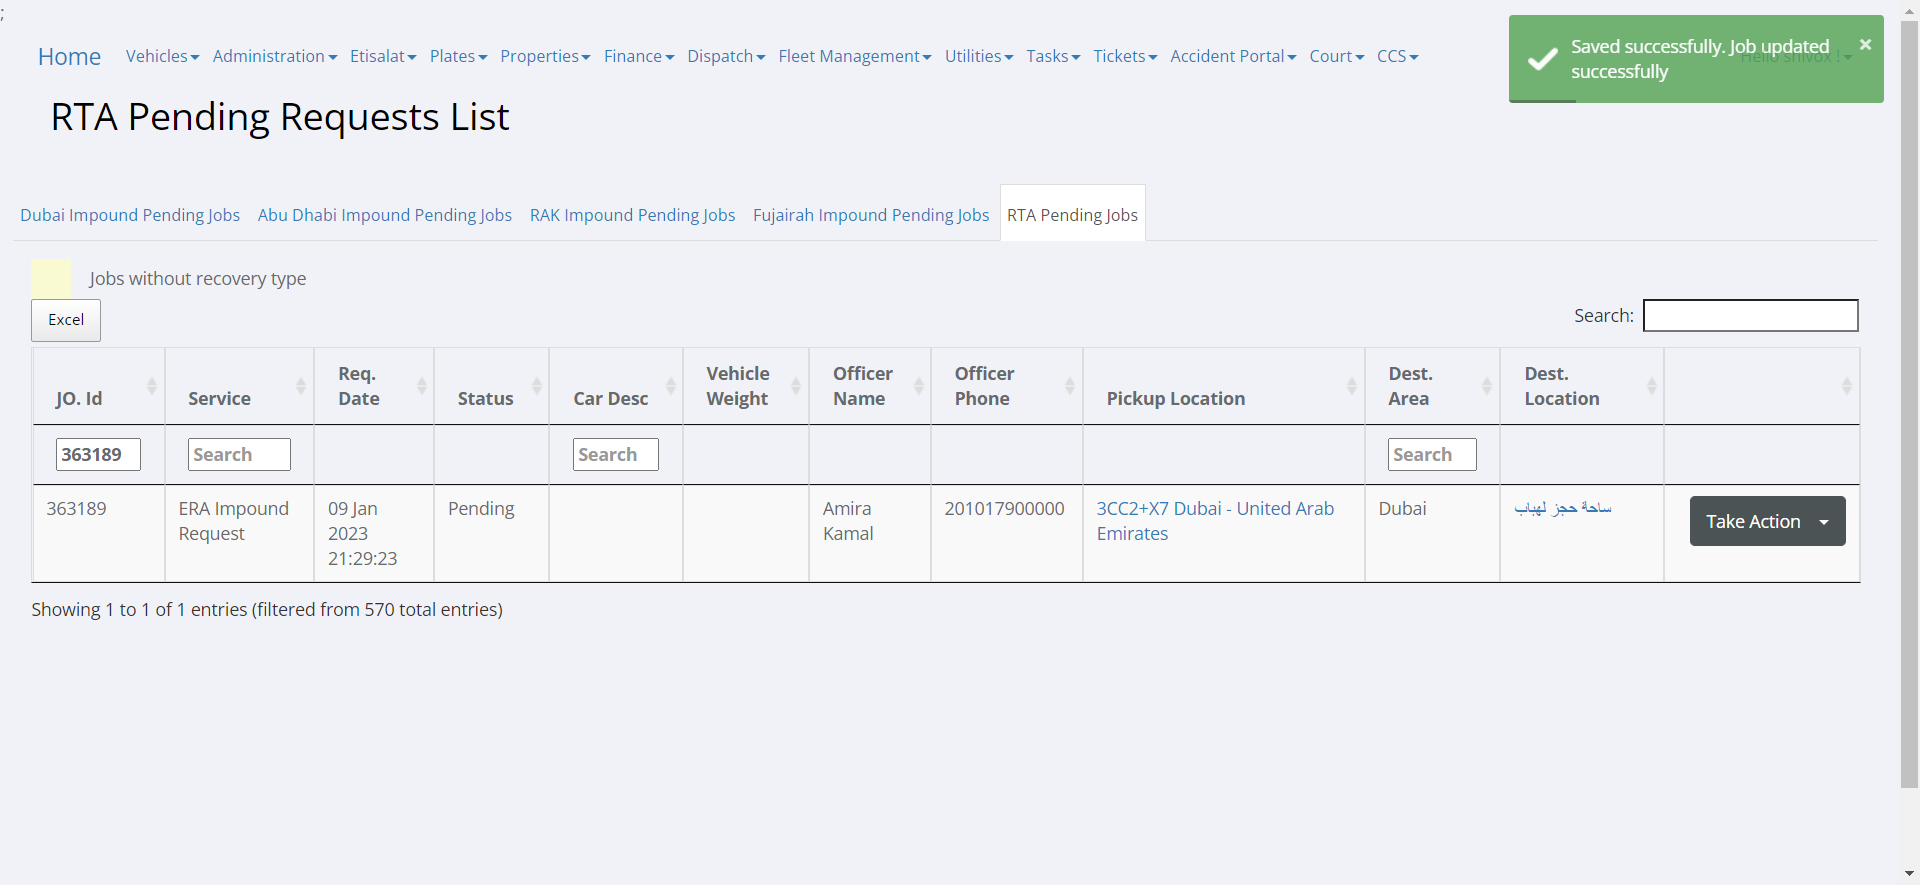 ;
Home Vehicles Administration Etisalat Plates Properties Finance Dispatch Fleet Management Utilities Tasks Tickets Accident Portal Court CCS Hello shivox !
Saved successfully. Job updated successfully ×
RTA Pending Requests List
Dubai Impound Pending Jobs Abu Dhabi Impound Pending Jobs RAK Impound Pending Jobs Fujairah Impound Pending Jobs RTA Pending Jobs
Jobs without recovery type
Excel
Search:
JO. Id Service Req. Date Status Car Desc Vehicle Weight Officer Name Officer Phone Pickup Location Dest. Area Dest. Location
363189 Search Search Search
363189 ERA Impound Request 09 Jan 2023 21:29:23 Pending Amira Kamal 201017900000 3CC2+X7 Dubai - United Arab Emirates Dubai ساحة حجز لهباب Take Action
Showing 1 to 1 of 1 entries (filtered from 570 total entries)